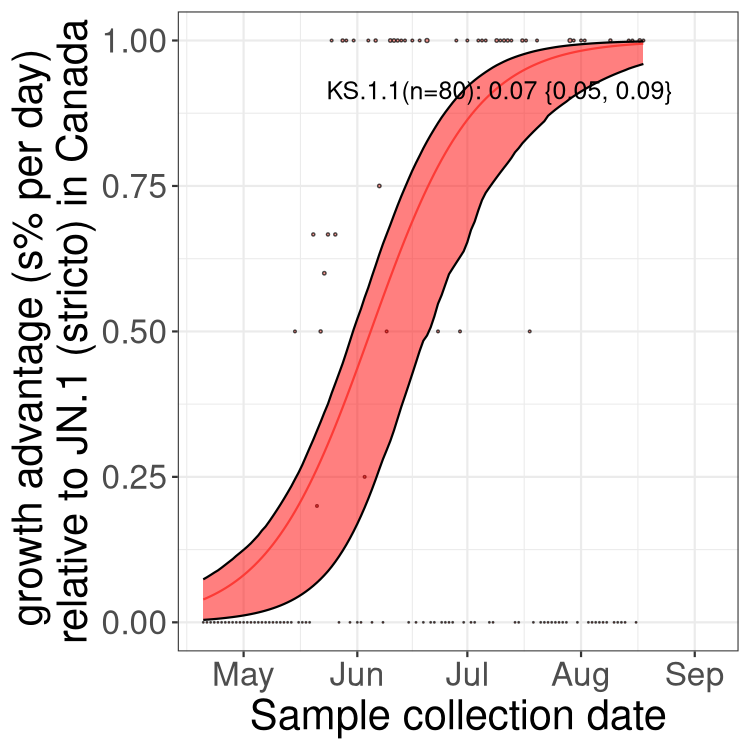 growth advantage (s% per day)
relative to JN.1 (stricto) in Canada
1.00
0.75
0.50
0.25
0.00
KS.1.1(n=80): 0.07 {0.05, 0.09}
May Jun Jul Aug Sep
Sample collection date